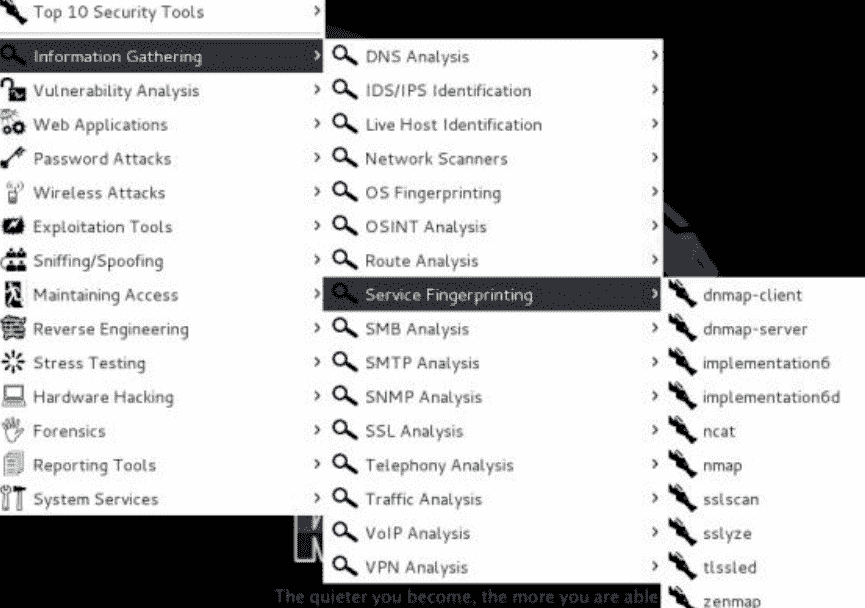 Top 10 Security Tools
Information Gathering
Vulnerability Analysis
Web Applications
Password Attacks
Wireless Attacks
Exploitation Tools
Sniffing/Spoofing
Maintaining Access
Reverse Engineering
Stress Testing
Hardware Hacking
Forensics
Reporting Tools
System Services
DNS Analysis
IDS/IPS Identification
Live Host Identification
Network Scanners
OS Fingerprinting
OSINT Analysis
Route Analysis
Service Fingerprinting
SMB Analysis
SMTP Analysis
SNMP Analysis
SSL Analysis
Telephony Analysis
Traffic Analysis
VoIP Analysis
VPN Analysis
dnmap-client
dnmap-server
implementation6
implementation6d
ncat
nmap
sslscan
sslyze
tlssled
zenmap
The quieter you become, the more you are able